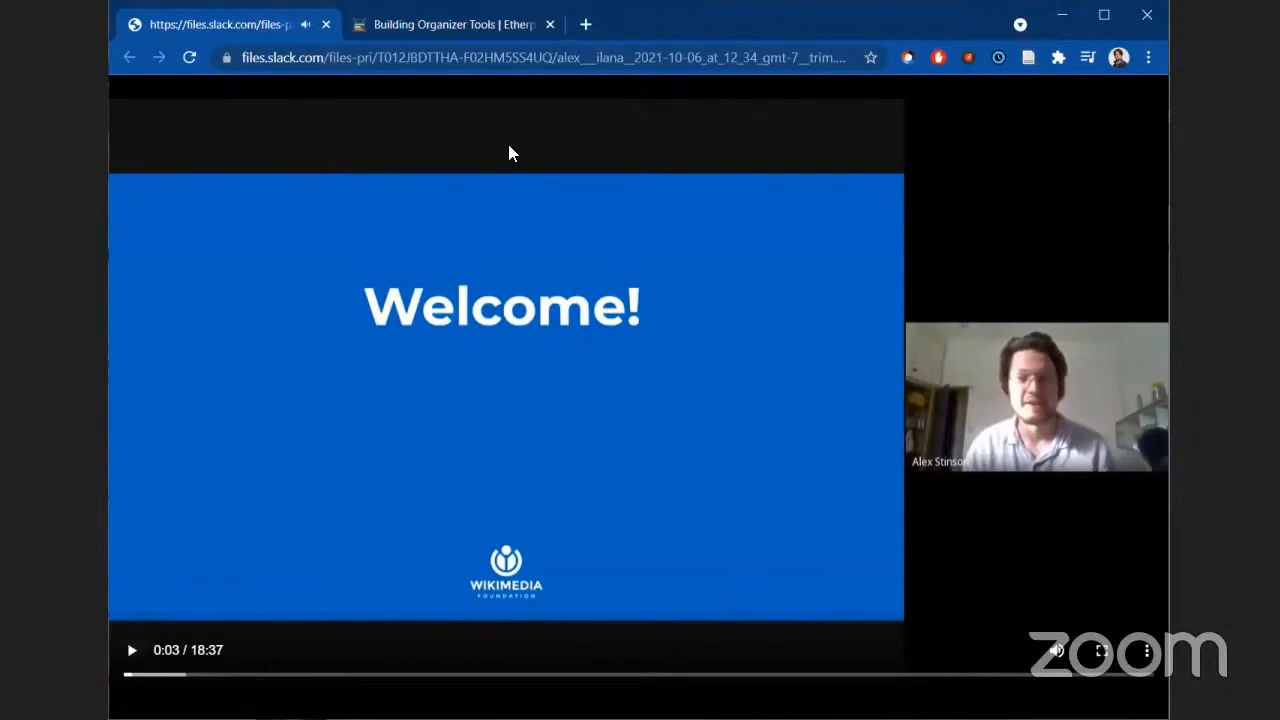 https://files.slack.com/files-p
Building Organizer Tools | Etherp
files.slack.com/files-pri/T012JBDTTHA-F02HM5SS4UQ/alex__ilana__2021-10-06_at_12_34_gmt-7__trim....
Welcome!
Alex Stinson
WIKIMEDIA
FOUNDATION
0:03 / 18:37
zoom